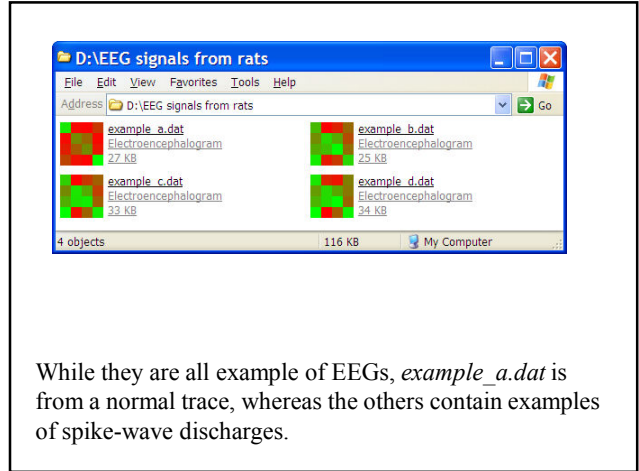 D:\EEG signals from rats
File Edit View Favorites Tools Help
Address D:\EEG signals from rats Go
example_a.dat
Electroencephalogram
27 KB
example_b.dat
Electroencephalogram
25 KB
example_c.dat
Electroencephalogram
33 KB
example_d.dat
Electroencephalogram
34 KB
4 objects 116 KB My Computer
While they are all example of EEGs, example_a.dat is
from a normal trace, whereas the others contain examples
of spike-wave discharges.